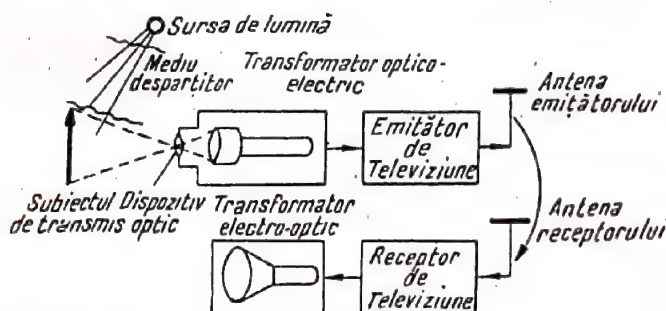 Sursa de lumină
Mediu
despartitor
Transformator optico-
electric
Antena
emițătorului
Emițător
de
Televiziune
Subiectul
de transmis
Dispozitiv
optic
Transformator
electro-optic
Antena
receptorului
Receptor
de
Televiziune